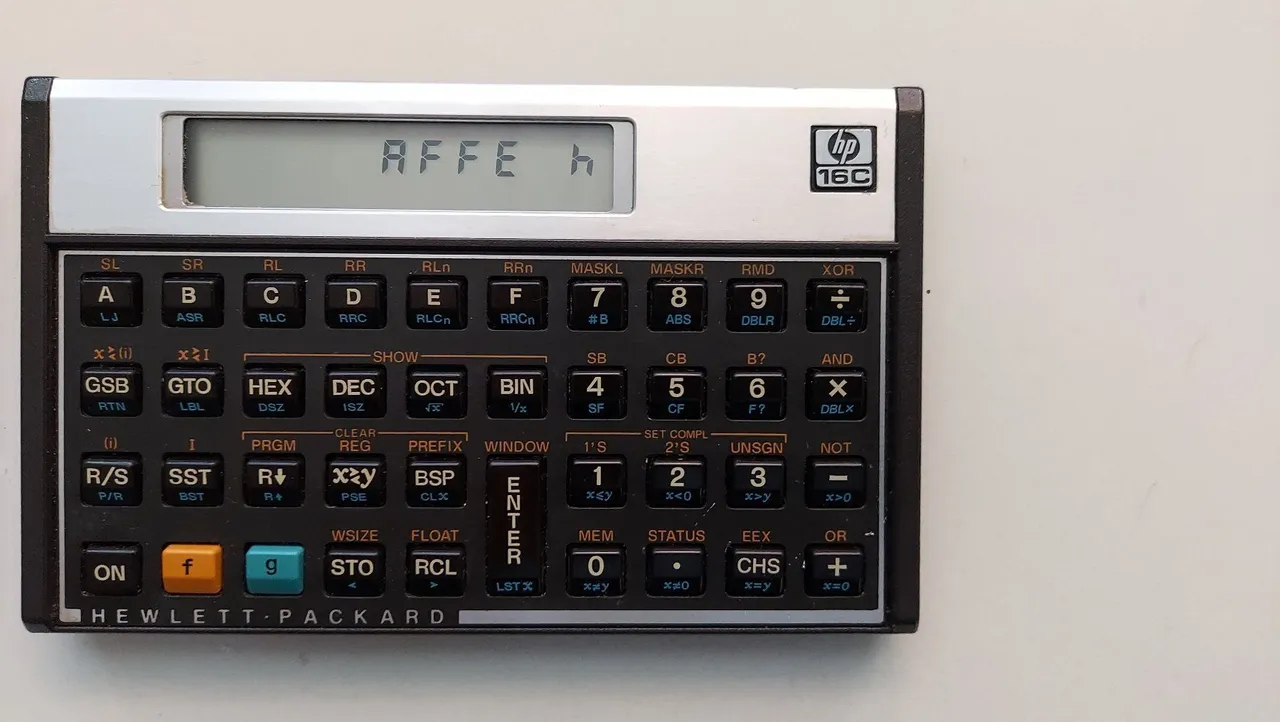 AFFE h
hp
16C
SL SR RL RR RLn RRn MASKL MASKR RMD XOR
A B C D E F 7 8 9 ÷
LJ ASR RLC RRC RLCn RRCn #B ABS DBLR DBL÷
x≷(i) x≷I SHOW SB CB B? AND
GSB GTO HEX DEC OCT BIN 4 5 6 ×
RTN LBL DSZ ISZ √x 1/x SF CF F? DBL×
(i) I CLEAR SET COMPL
PRGM REG PREFIX WINDOW 1'S 2'S UNSGN NOT
R/S SST R↓ x≷y BSP ENTER 1 2 3 −
P/R BST R↑ PSE CLX x≤y x<0 x>y x>0
WSIZE FLOAT MEM STATUS EEX OR
ON f g STO RCL 0 · CHS +
< > LSTX x≠y x≠0 x=y x=0
HEWLETT·PACKARD